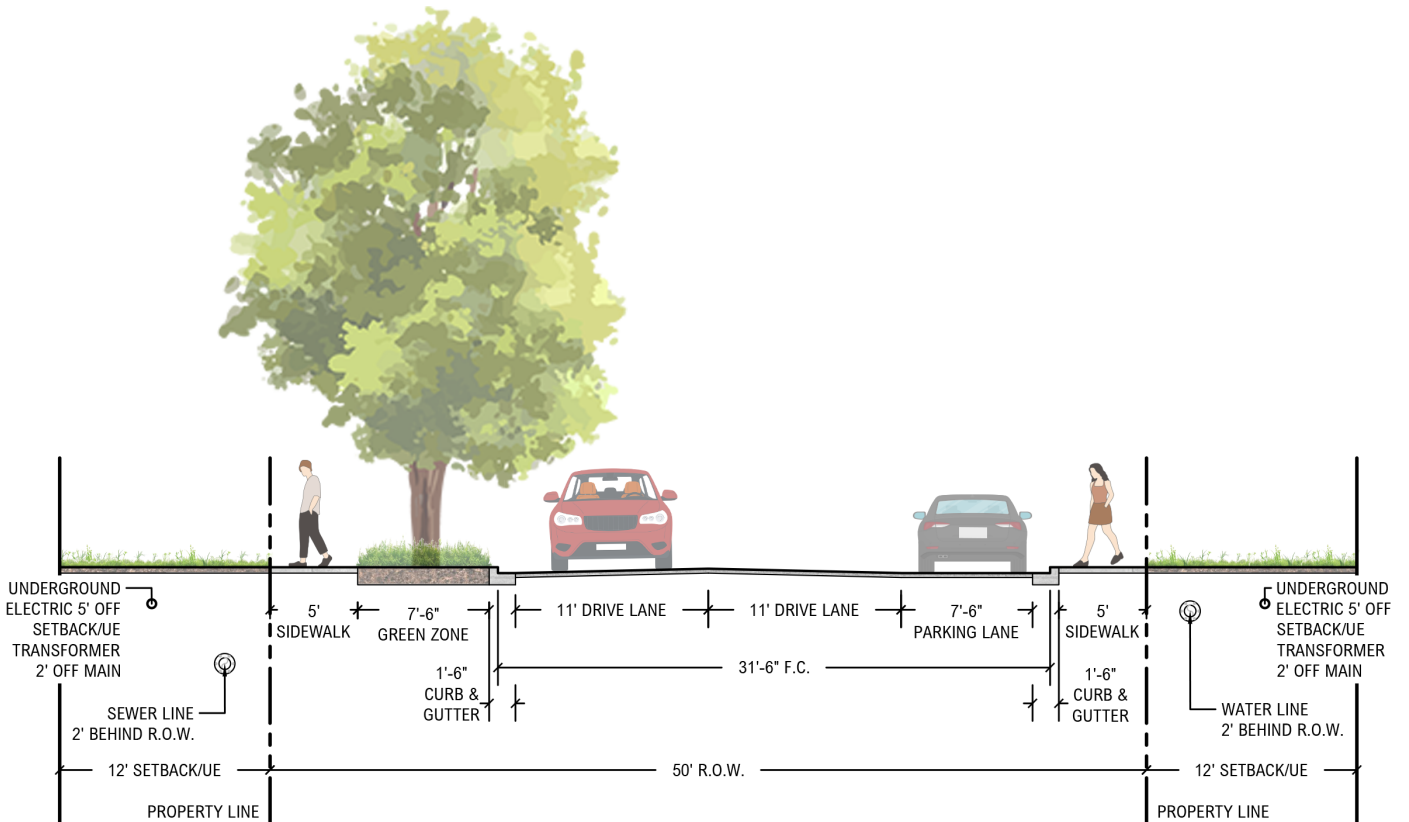 UNDERGROUND
ELECTRIC 5' OFF
SETBACK/UE
TRANSFORMER
2' OFF MAIN
SEWER LINE
2' BEHIND R.O.W.
5'
SIDEWALK
7'-6"
GREEN ZONE
1'-6"
CURB &
GUTTER
11' DRIVE LANE
11' DRIVE LANE
7'-6"
PARKING LANE
31'-6" F.C.
5'
SIDEWALK
1'-6"
CURB &
GUTTER
UNDERGROUND
ELECTRIC 5' OFF
SETBACK/UE
TRANSFORMER
2' OFF MAIN
WATER LINE
2' BEHIND R.O.W.
12' SETBACK/UE
50' R.O.W.
12' SETBACK/UE
PROPERTY LINE
PROPERTY LINE